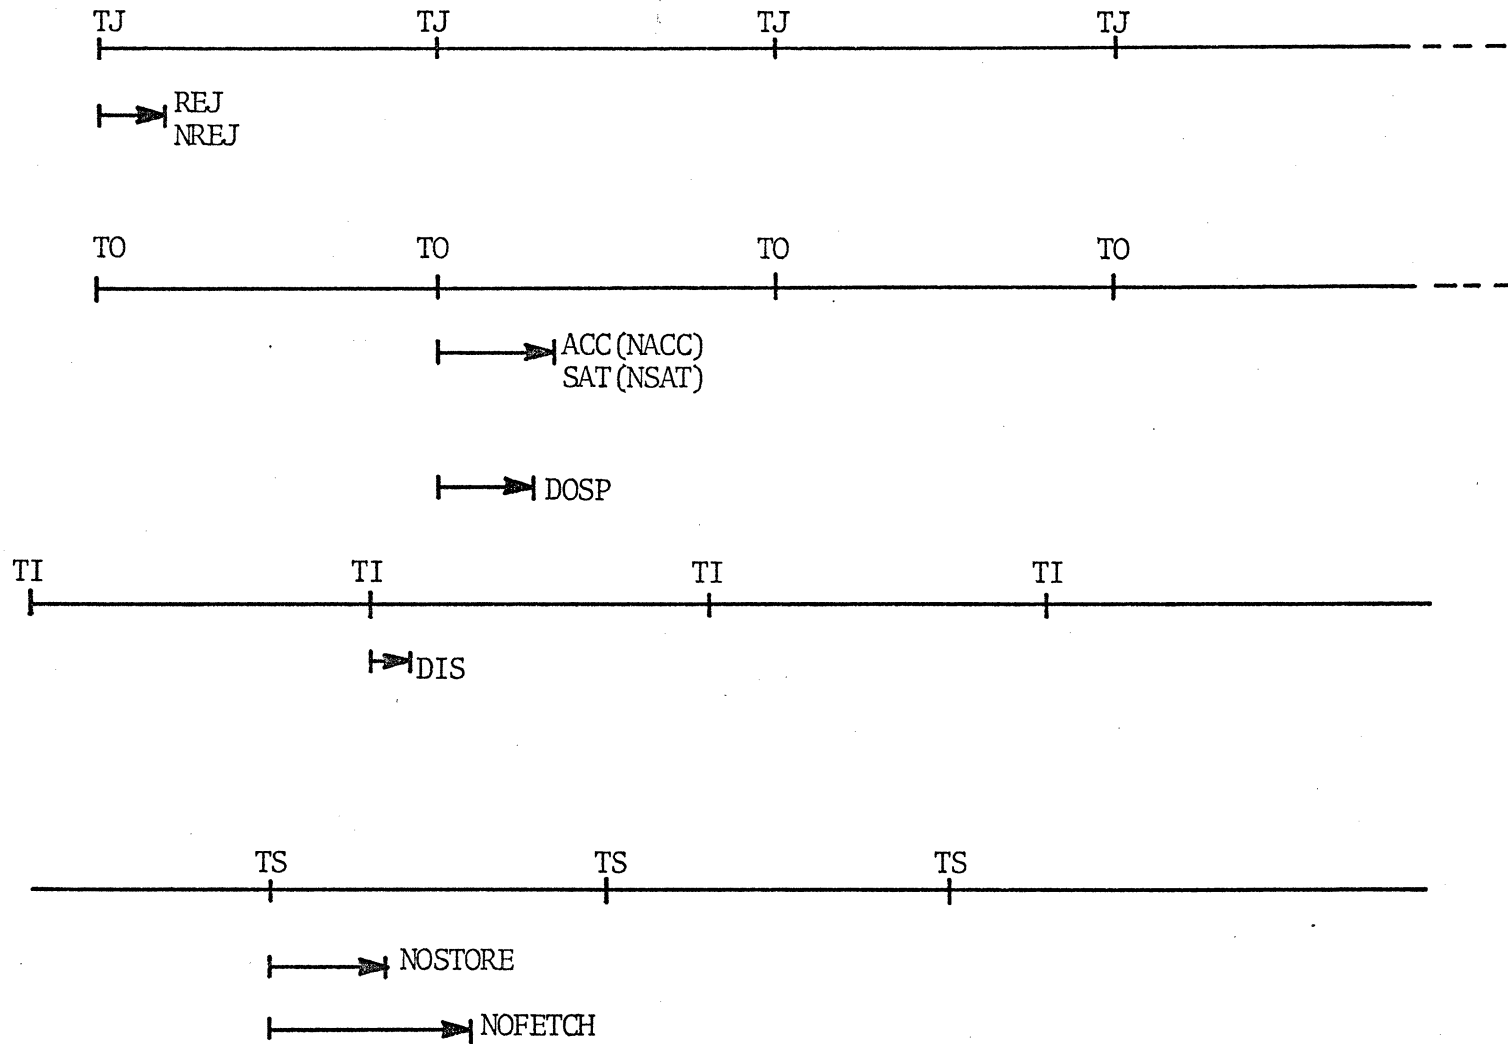 TJ TJ TJ TJ
REJ
NREJ
TO TO TO TO
ACC(NACC)
SAT(NSAT)
DOSP
TI TI TI TI
DIS
TS TS TS
NOSTORE
NOFETCH